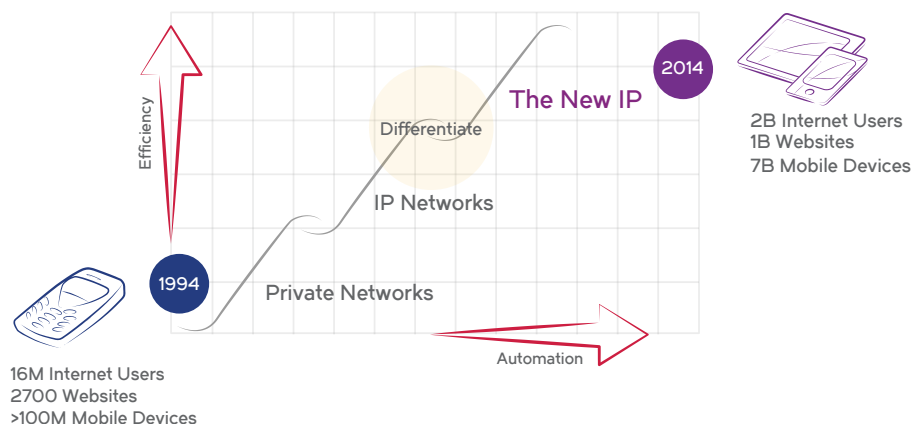 2014
The New IP
2B Internet Users
1B Websites
7B Mobile Devices
Efficiency
Differentiate
IP Networks
1994
Private Networks
Automation
16M Internet Users
2700 Websites
>100M Mobile Devices